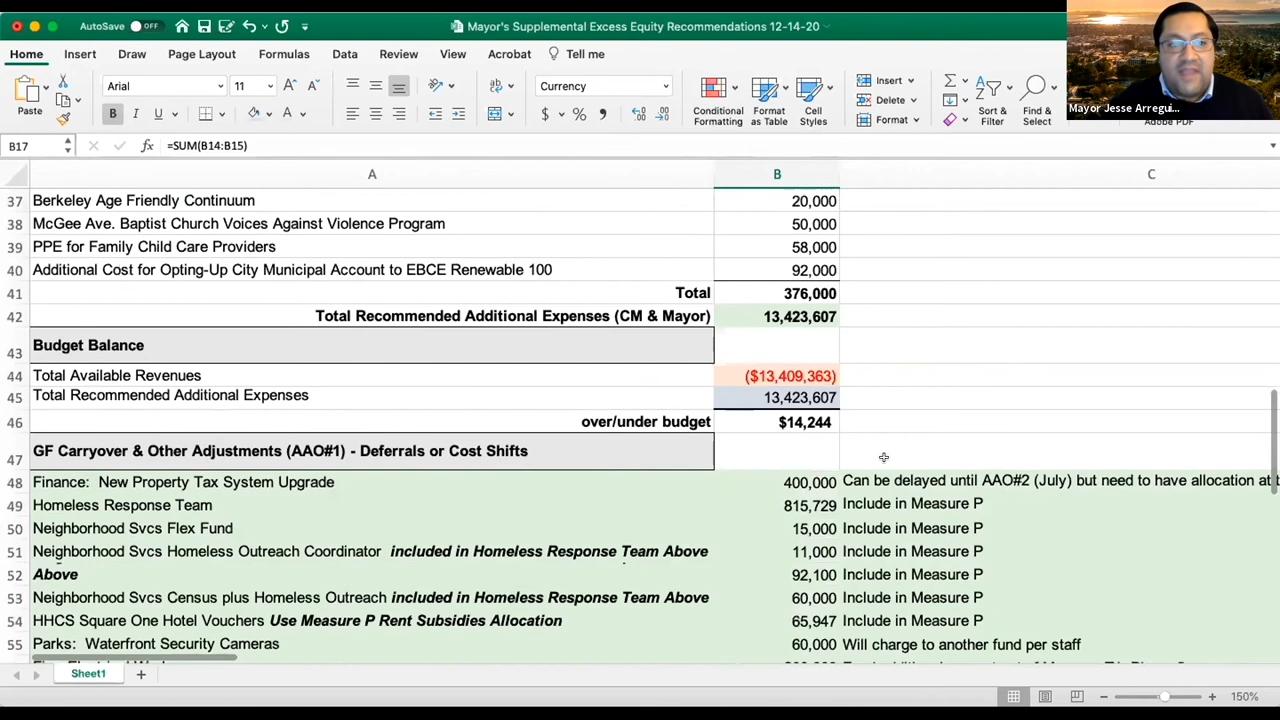 AutoSave OFF Mayor's Supplemental Excess Equity Recommendations 12-14-20
Home Insert Draw Page Layout Formulas Data Review View Acrobat Tell me
Paste Arial 11 A A Currency Conditional Formatting Format as Table Cell Styles Insert Delete Format Sort & Filter Find & Select
B I U A $ % Adobe PDF
Mayor Jesse Arregui...
B17 fx =SUM(B14:B15)
A B C
37 Berkeley Age Friendly Continuum 20,000
38 McGee Ave. Baptist Church Voices Against Violence Program 50,000
39 PPE for Family Child Care Providers 58,000
40 Additional Cost for Opting-Up City Municipal Account to EBCE Renewable 100 92,000
41 Total 376,000
42 Total Recommended Additional Expenses (CM & Mayor) 13,423,607
43 Budget Balance
44 Total Available Revenues ($13,409,363)
45 Total Recommended Additional Expenses 13,423,607
46 over/under budget $14,244
47 GF Carryover & Other Adjustments (AAO#1) - Deferrals or Cost Shifts
48 Finance: New Property Tax System Upgrade 400,000 Can be delayed until AAO#2 (July) but need to have allocation at
49 Homeless Response Team 815,729 Include in Measure P
50 Neighborhood Svcs Flex Fund 15,000 Include in Measure P
51 Neighborhood Svcs Homeless Outreach Coordinator included in Homeless Response Team Above 11,000 Include in Measure P
52 Above 92,100 Include in Measure P
53 Neighborhood Svcs Census plus Homeless Outreach included in Homeless Response Team Above 60,000 Include in Measure P
54 HHCS Square One Hotel Vouchers Use Measure P Rent Subsidies Allocation 65,947 Include in Measure P
55 Parks: Waterfront Security Cameras 60,000 Will charge to another fund per staff
Sheet1 +
150%